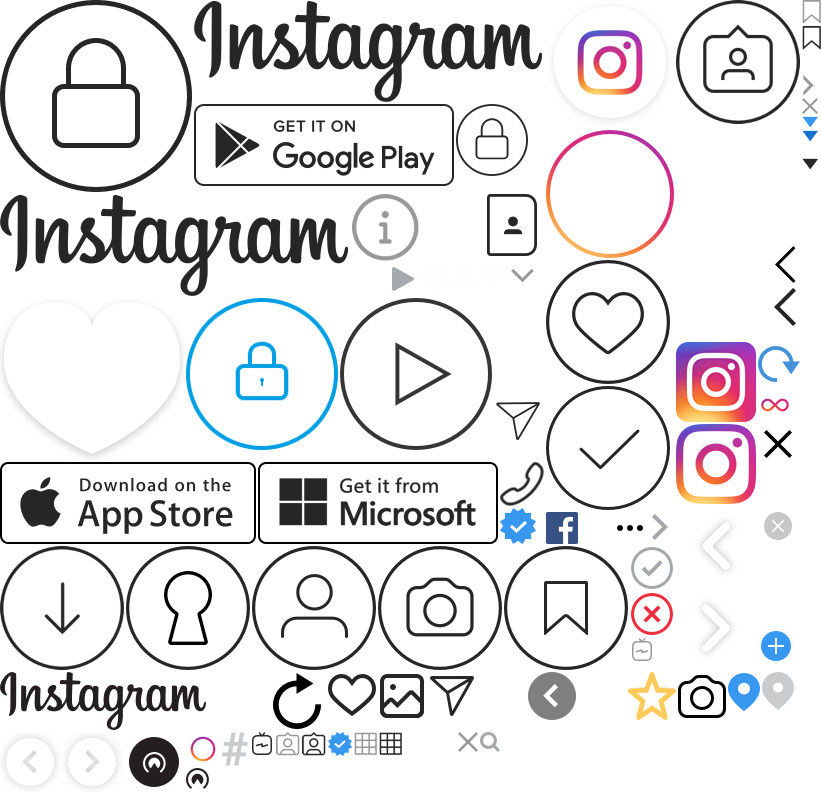 Instagram
GET IT ON
Google Play
Instagram
Download on the
App Store
Get it from
Microsoft
Instagram